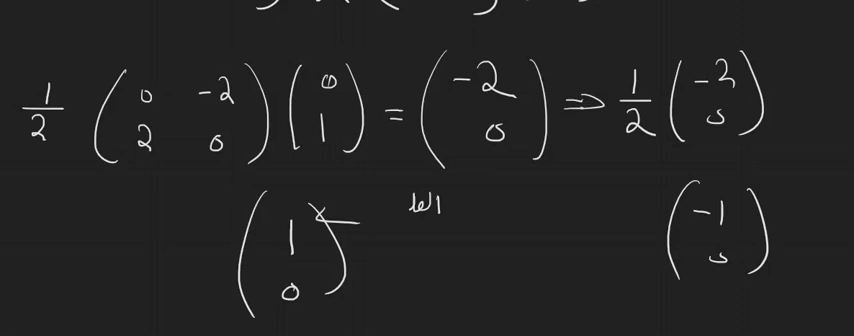 1/2 (0 -2; 2 0) (0; 1) = (-2; 0) ⇒ 1/2 (-2; 0)
(1; 0) (-1; 0)